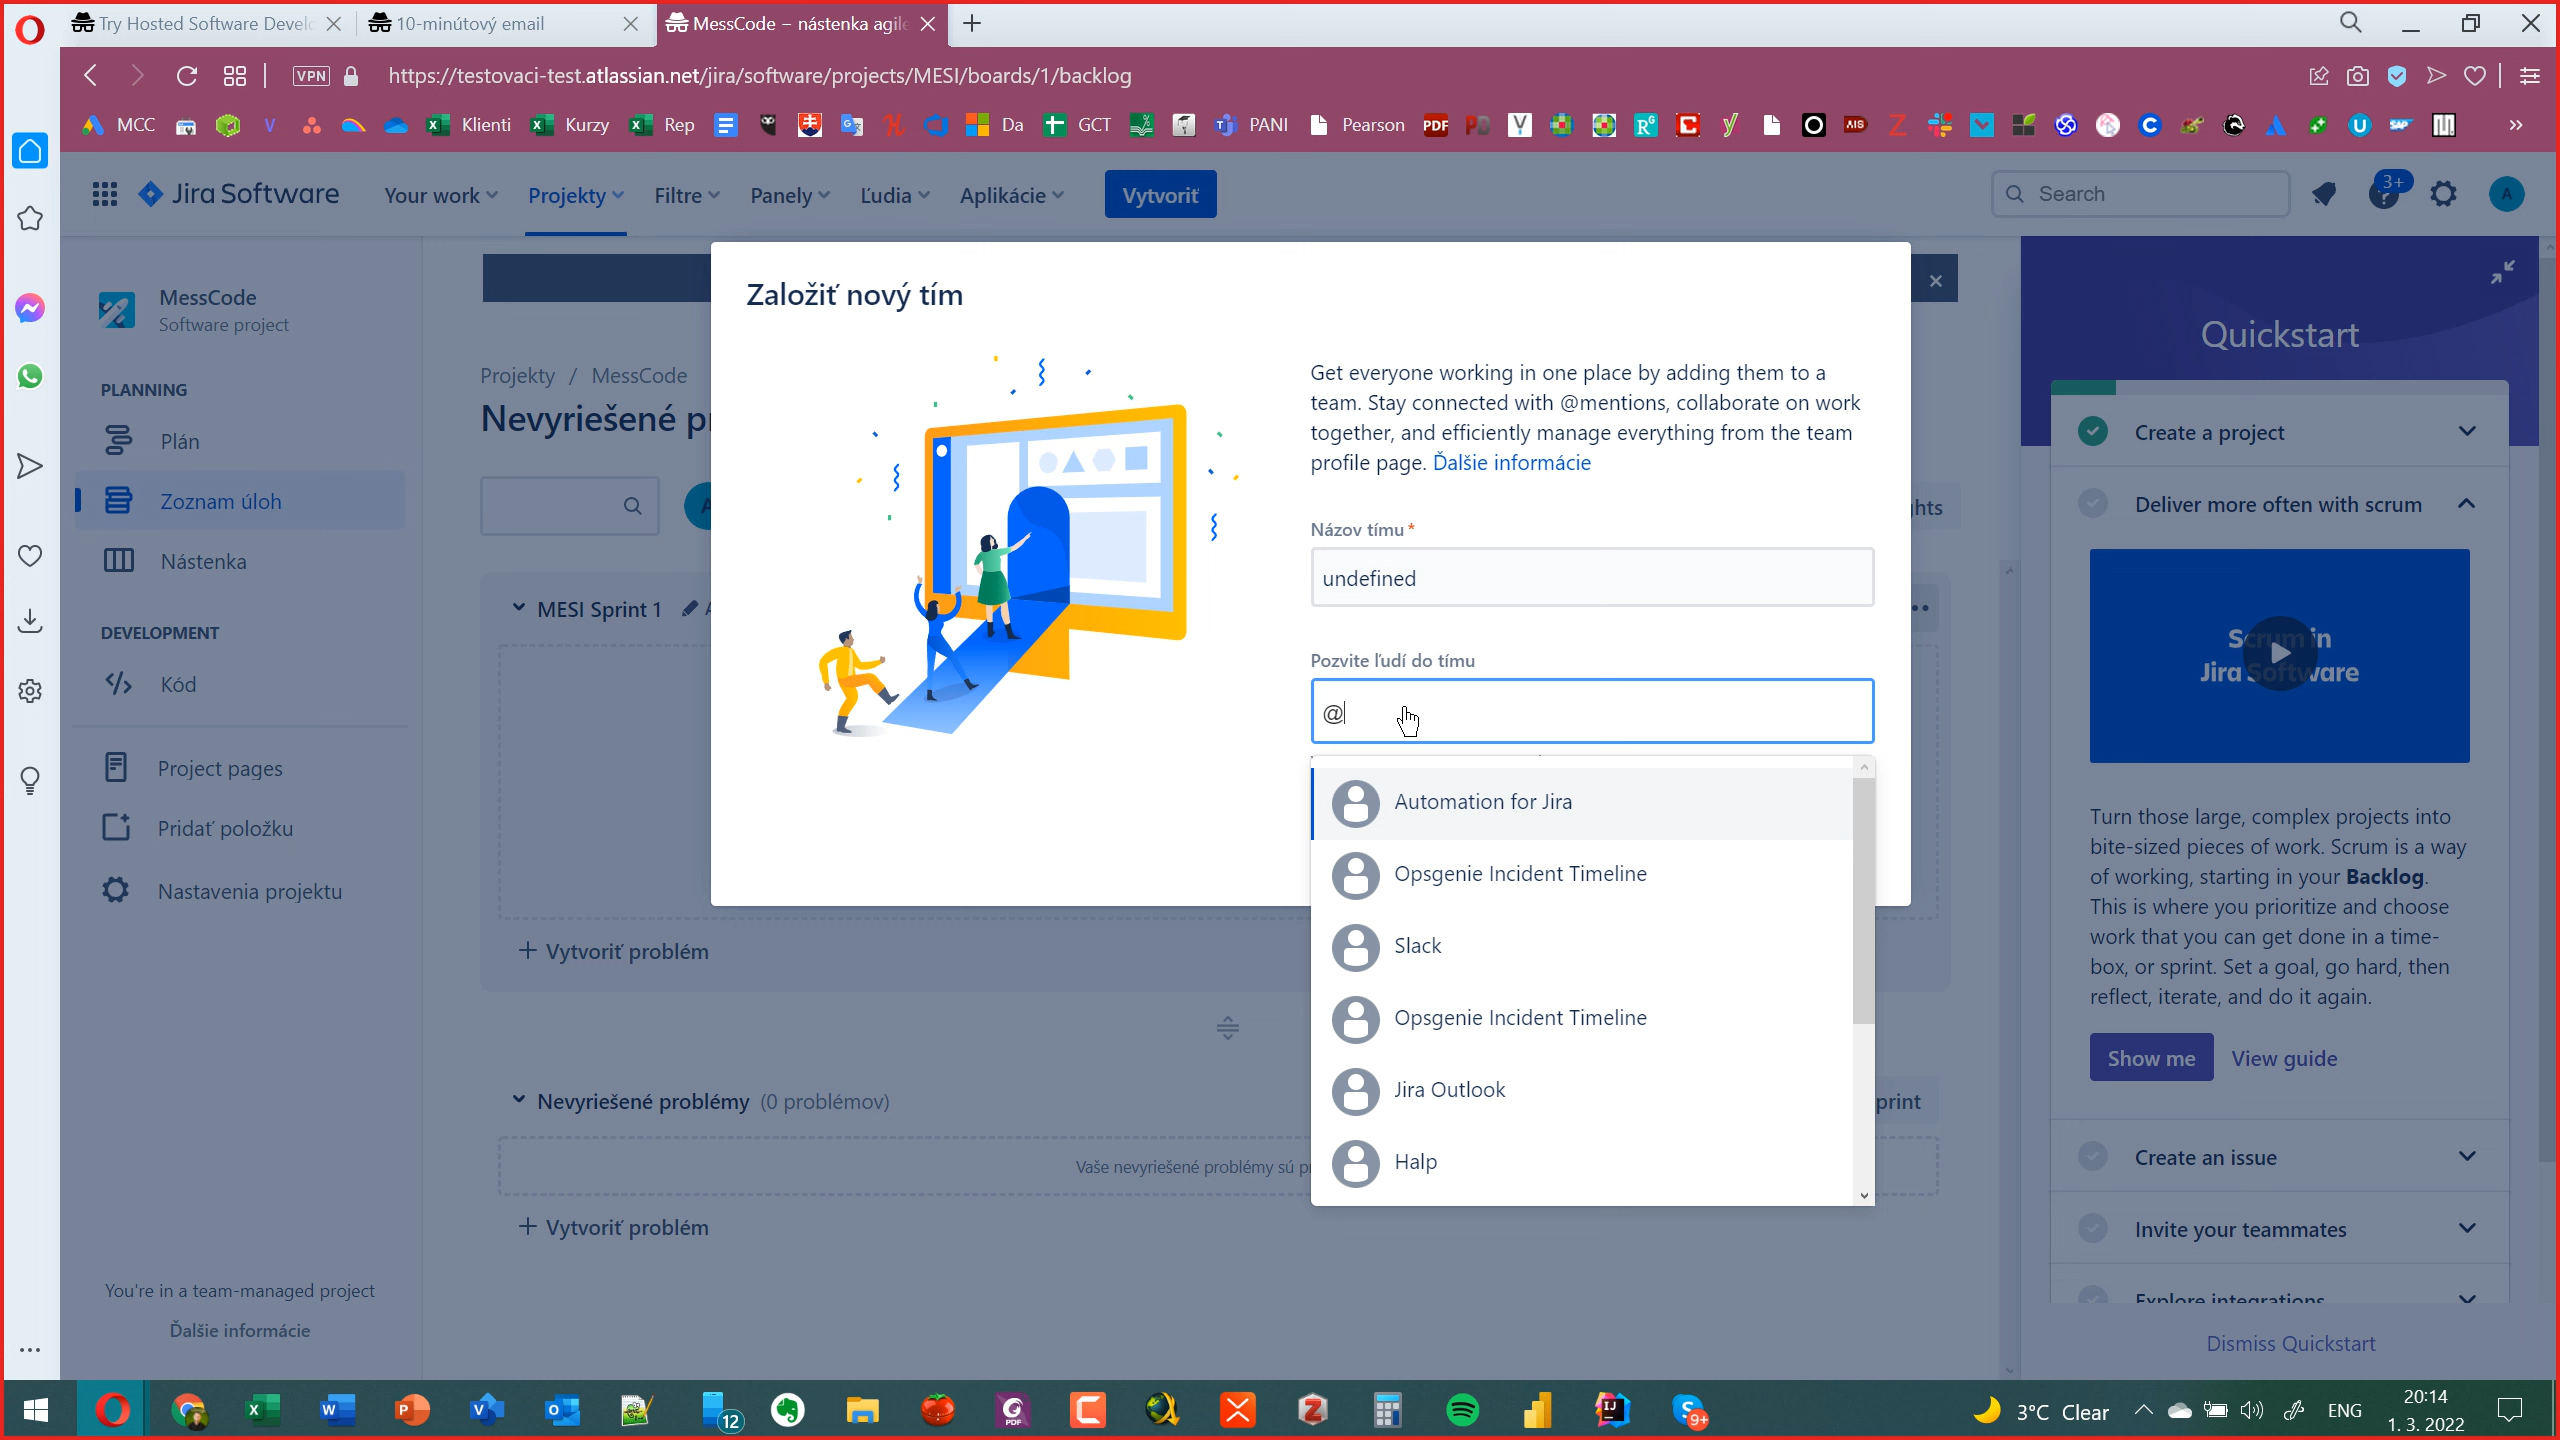 Try Hosted Software Develo
10-minútový email
MessCode – nástenka agile
VPN
https://testovaci-test.atlassian.net/jira/software/projects/MESI/boards/1/backlog
MCC
Klienti
Kurzy
Rep
Da
GCT
PANI
Pearson
Jira Software
Your work
Projekty
Filtre
Panely
Ľudia
Aplikácie
Vytvoriť
Search
3+
A
MessCode
Software project
PLANNING
Plán
Zoznam úloh
Nástenka
DEVELOPMENT
Kód
Project pages
Pridať položku
Nastavenia projektu
You're in a team-managed project
Ďalšie informácie
Projekty / MessCode
Nevyriešené p
MESI Sprint 1
+ Vytvoriť problém
Nevyriešené problémy (0 problémov)
Vaše nevyriešené problémy sú
+ Vytvoriť problém
Založiť nový tím
Get everyone working in one place by adding them to a
team. Stay connected with @mentions, collaborate on work
together, and efficiently manage everything from the team
profile page. Ďalšie informácie
Názov tímu *
undefined
Pozvite ľudí do tímu
@
Automation for Jira
Opsgenie Incident Timeline
Slack
Opsgenie Incident Timeline
Jira Outlook
Halp
hts
print
Quickstart
Create a project
Deliver more often with scrum
Scrum in
Jira Software
Turn those large, complex projects into
bite-sized pieces of work. Scrum is a way
of working, starting in your Backlog.
This is where you prioritize and choose
work that you can get done in a time-
box, or sprint. Set a goal, go hard, then
reflect, iterate, and do it again.
Show me
View guide
Create an issue
Invite your teammates
Explore integrations
Dismiss Quickstart
12
9+
3°C Clear
ENG
20:14
1. 3. 2022